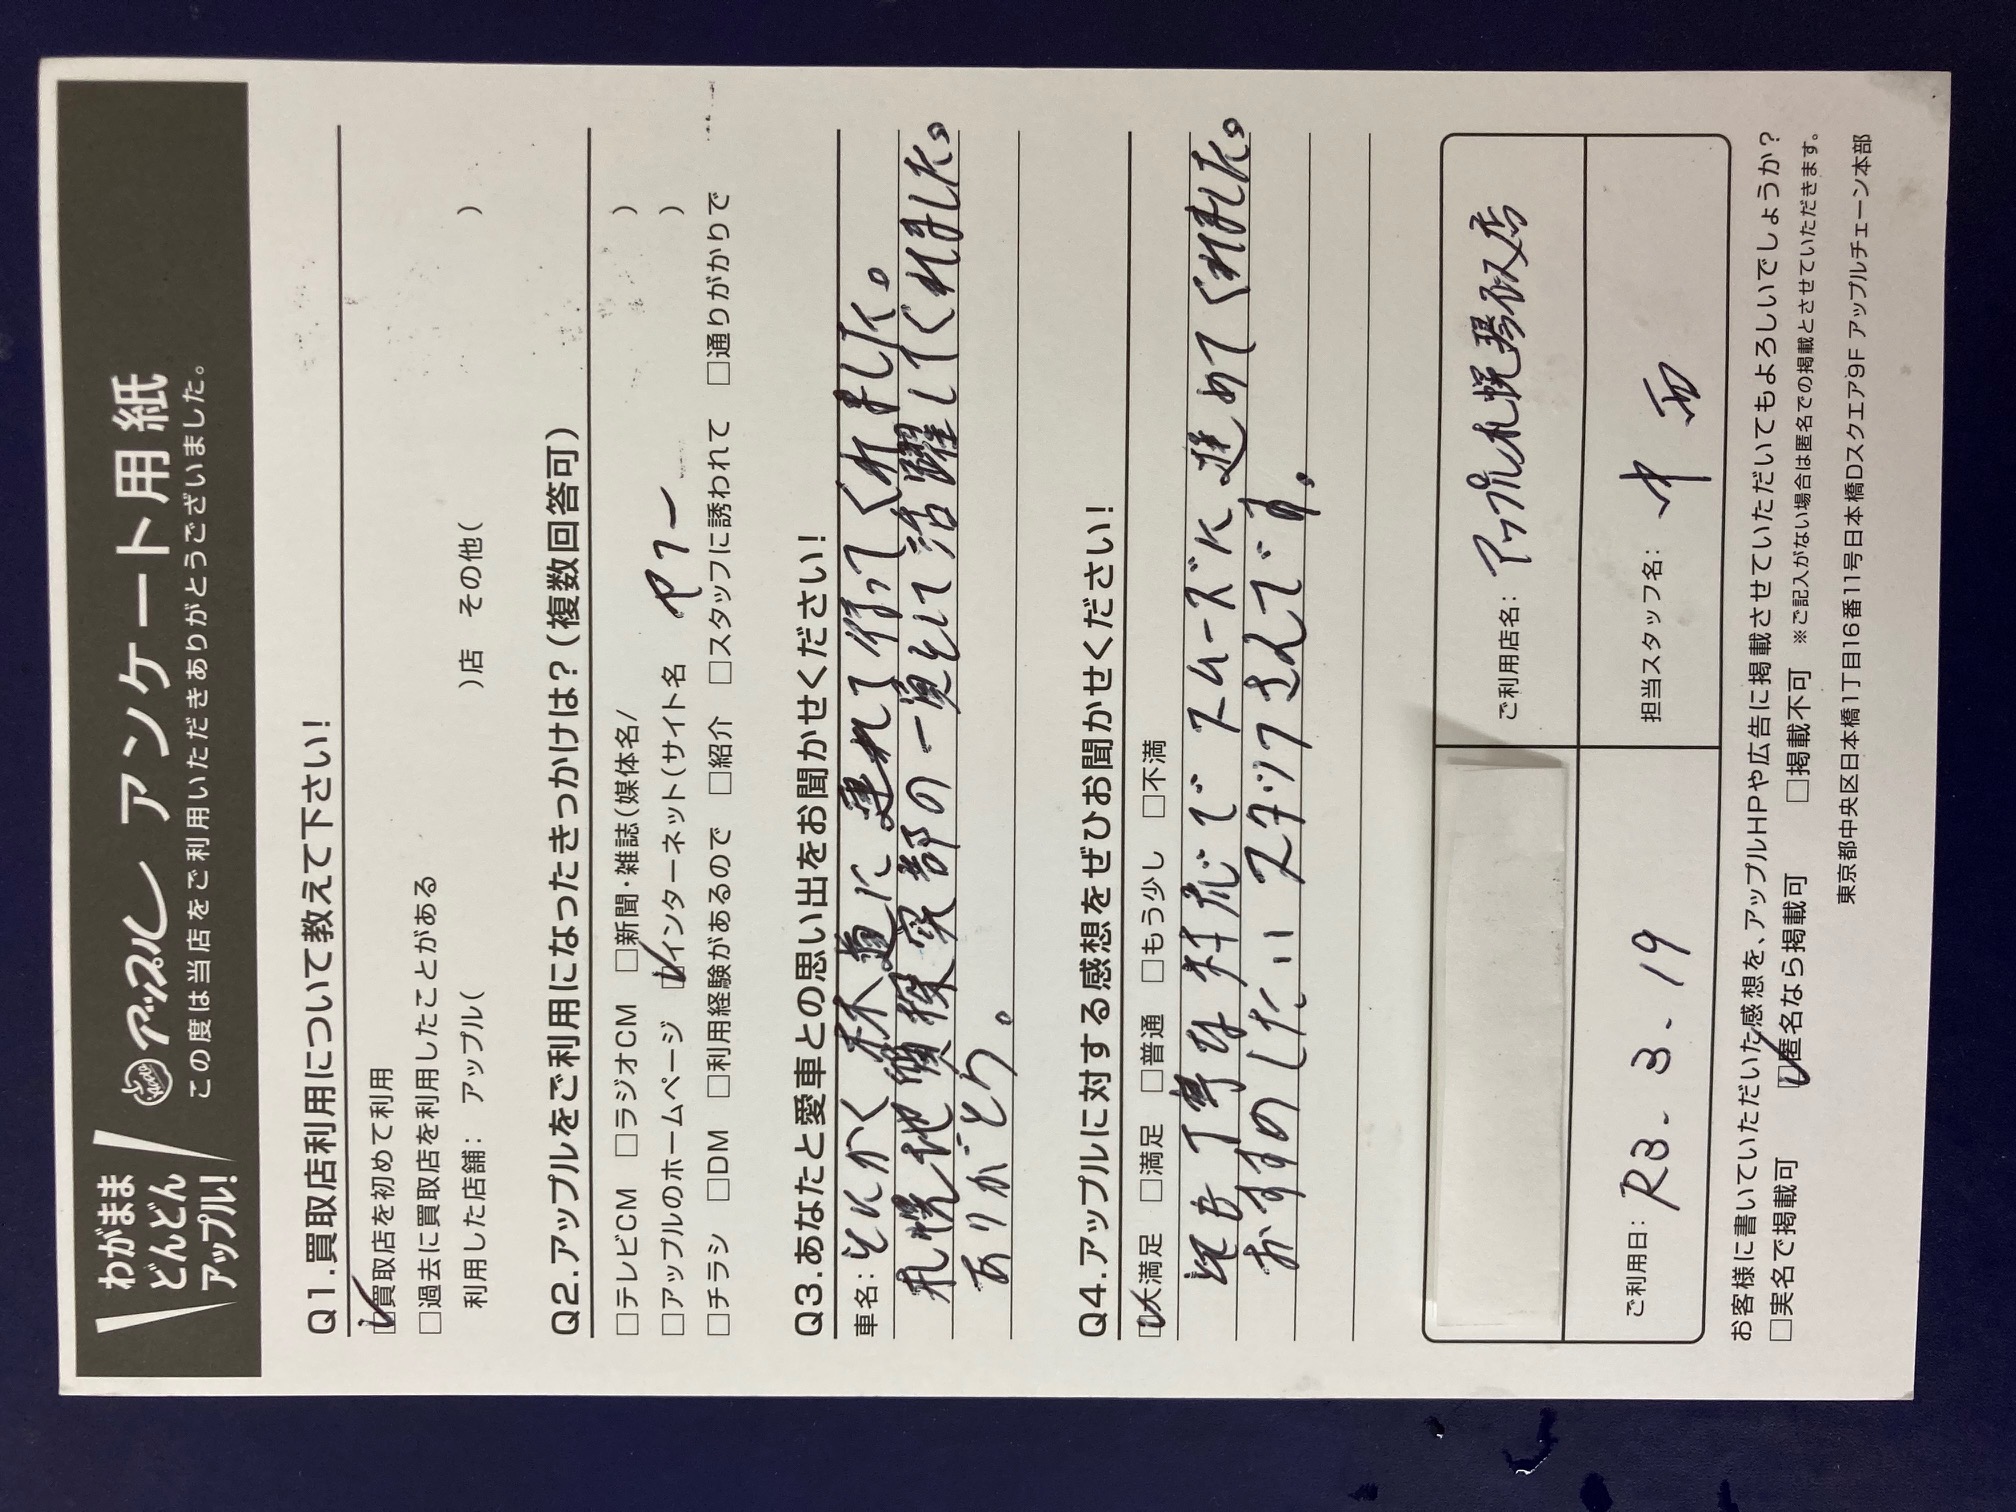 わがまま
どんどん
アップル!
アップル アンケート用紙
この度は当店をご利用いただきありがとうございました。
Q1.買取店利用について教えて下さい!
☑買取店を初めて利用
□過去に買取店を利用したことがある
利用した店舗: アップル( )店 その他( )
Q2.アップルをご利用になったきっかけは?(複数回答可)
□テレビCM □ラジオCM □新聞・雑誌(媒体名/ )
□アップルのホームページ ☑インターネット(サイト名 ヤフー )
□チラシ □DM □利用経験があるので □紹介 □スタッフに誘われて □通りがかりで
Q3.あなたと愛車との思い出をお聞かせください!
車名: とにかく林道に連れて行ってくれました。
札幌秘境探索部の一員として活躍してくれました。
ありがとう。
Q4.アップルに対する感想をぜひお聞かせください!
☑大満足 □満足 □普通 □もう少し □不満
とても丁寧な対応で スムーズに進めてくれました。
おすすめしたいスタッフさんです。
ご利用店名: アップル札幌琴似店
ご利用日: R3.3.19
担当スタッフ名: 中西
お客様に書いていただいた感想を、アップルHPや広告に掲載させていただいてもよろしいでしょうか?
□実名で掲載可 ☑匿名なら掲載可 □掲載不可 ※ご記入がない場合は匿名での掲載とさせていただきます。
東京都中央区日本橋1丁目16番11号日本橋Dスクエア9F アップルチェーン本部